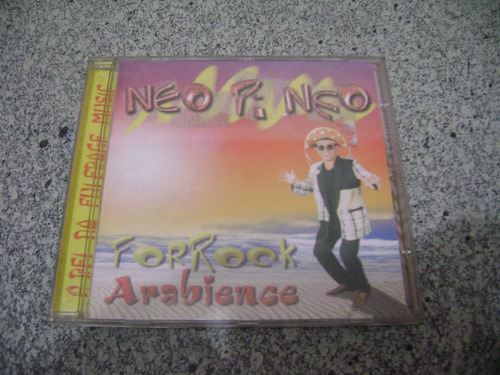 NEO Pi NEO
FORROCK
Arabience
O REI DA FULERAGE MUSIC